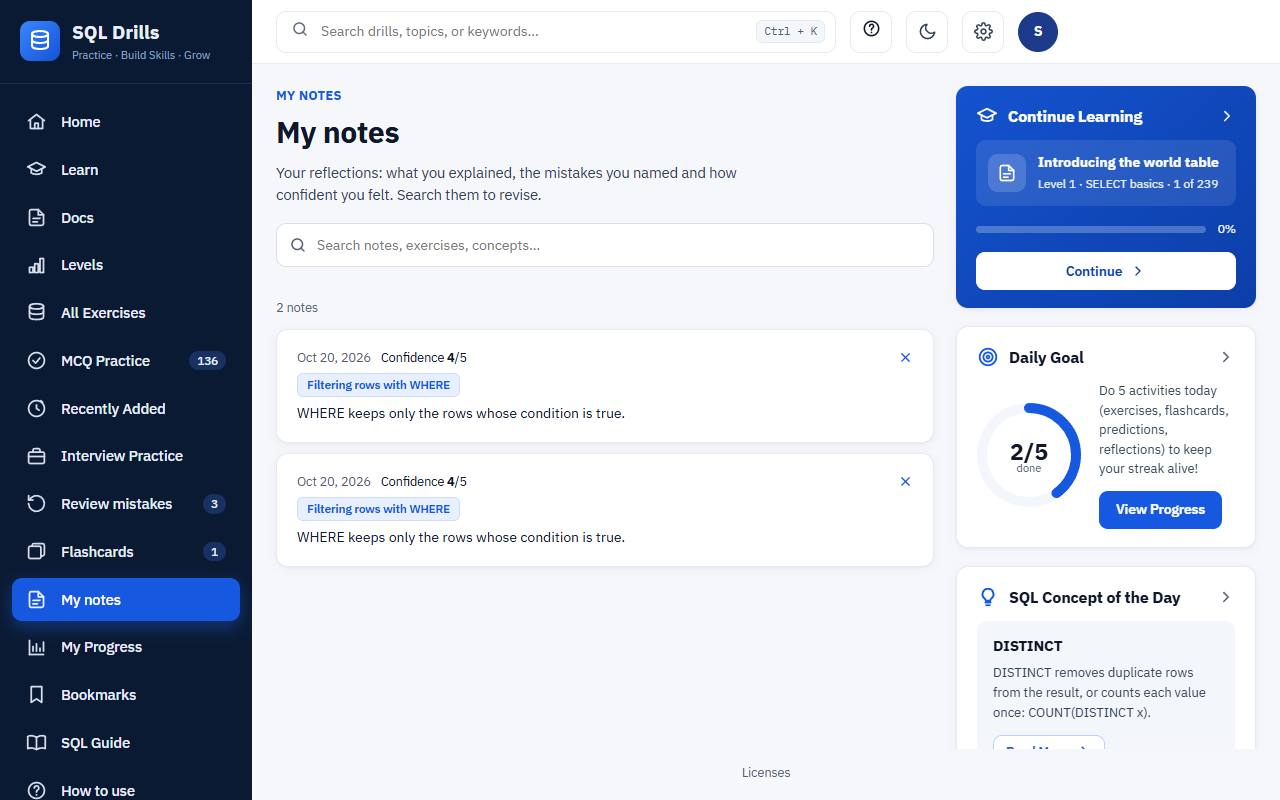 SQL Drills
Practice · Build Skills · Grow
Home
Learn
Docs
Levels
All Exercises
MCQ Practice 136
Recently Added
Interview Practice
Review mistakes 3
Flashcards 1
My notes
My Progress
Bookmarks
SQL Guide
How to use
Search drills, topics, or keywords...
Ctrl + K
S
MY NOTES
My notes
Your reflections: what you explained, the mistakes you named and how
confident you felt. Search them to revise.
Search notes, exercises, concepts...
2 notes
Oct 20, 2026 Confidence 4/5
Filtering rows with WHERE
WHERE keeps only the rows whose condition is true.
Oct 20, 2026 Confidence 4/5
Filtering rows with WHERE
WHERE keeps only the rows whose condition is true.
Continue Learning
Introducing the world table
Level 1 · SELECT basics · 1 of 239
0%
Continue
Daily Goal
2/5
done
Do 5 activities today
(exercises, flashcards,
predictions,
reflections) to keep
your streak alive!
View Progress
SQL Concept of the Day
DISTINCT
DISTINCT removes duplicate rows
from the result, or counts each value
once: COUNT(DISTINCT x).
Licenses